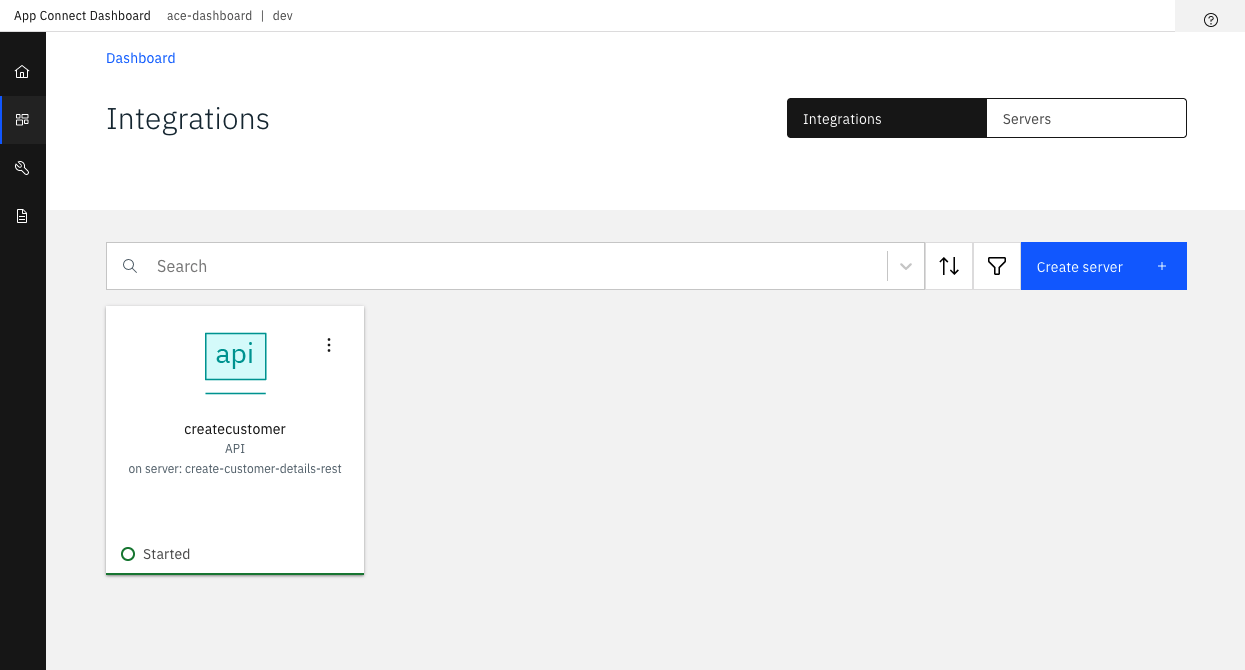 App Connect Dashboard ace-dashboard | dev
Dashboard
Integrations
Integrations Servers
Search
Create server +
api
createcustomer
API
on server: create-customer-details-rest
Started